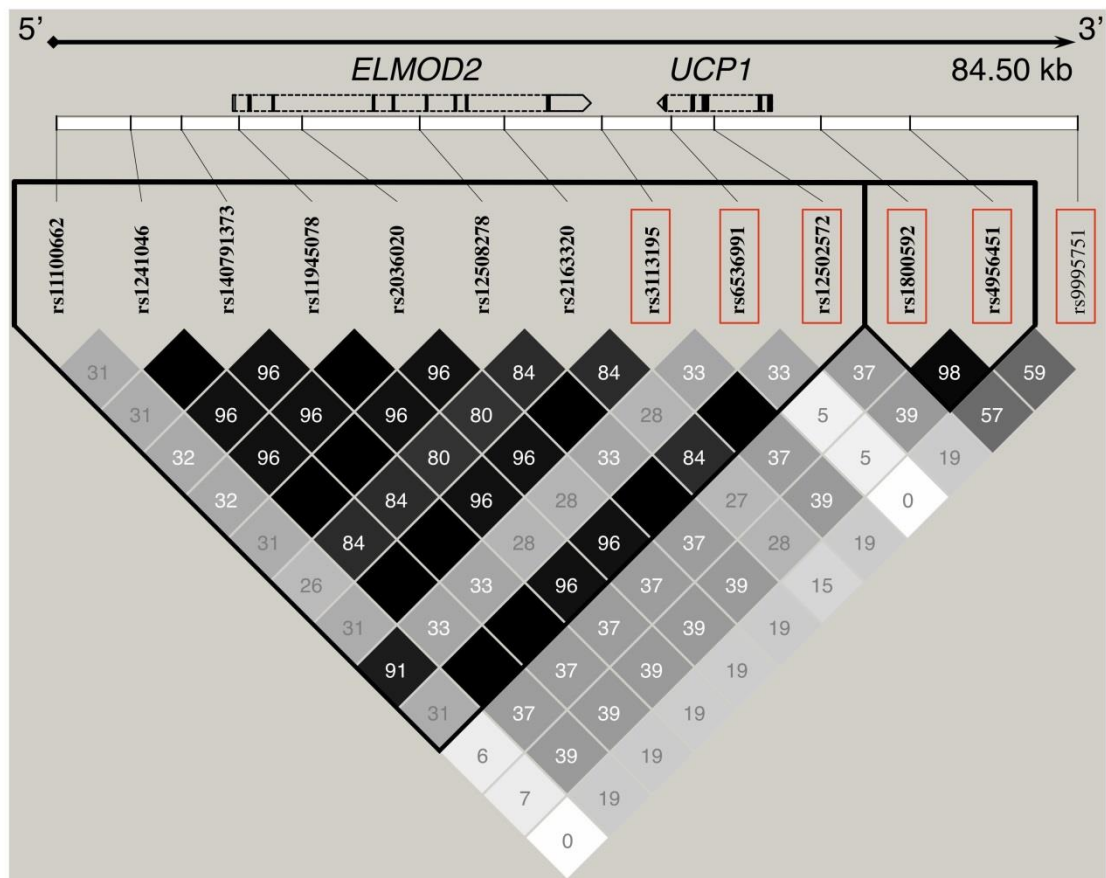 5’ 3’
ELMOD2 UCP1 84.50 kb
rs11100662
rs1241046
rs140791373
rs11945078
rs2036020
rs12508278
rs2163320
rs3113195
rs6536991
rs12502572
rs1800592
rs4956451
rs9995751
31 96 96 84 84 33 33 37 98 59
31 96 96 96 80 28 5 39 57
32 96 80 96 33 84 37 5 19
32 84 96 28 27 39 0
31 84 28 96 37 28 19
26 33 96 37 39 15
31 33 37 39 19
91 37 39 19
31 37 39 19
6 39 19
7 19
0